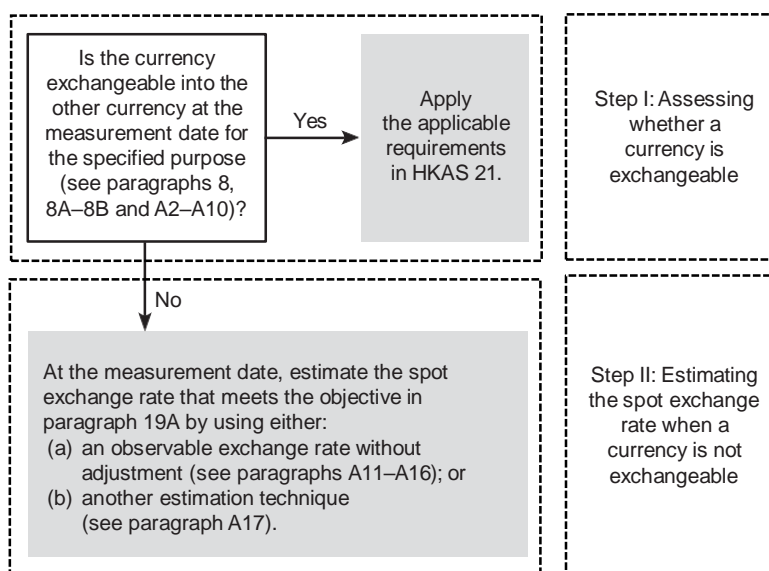 Is the currency
exchangeable into the
other currency at the
measurement date for
the specified purpose
(see paragraphs 8,
8A–8B and A2–A10)?
Yes
Apply
the applicable
requirements
in HKAS 21.
Step I: Assessing
whether a
currency is
exchangeable
No
At the measurement date, estimate the spot
exchange rate that meets the objective in
paragraph 19A by using either:
(a) an observable exchange rate without
adjustment (see paragraphs A11–A16); or
(b) another estimation technique
(see paragraph A17).
Step II: Estimating
the spot exchange
rate when a
currency is not
exchangeable